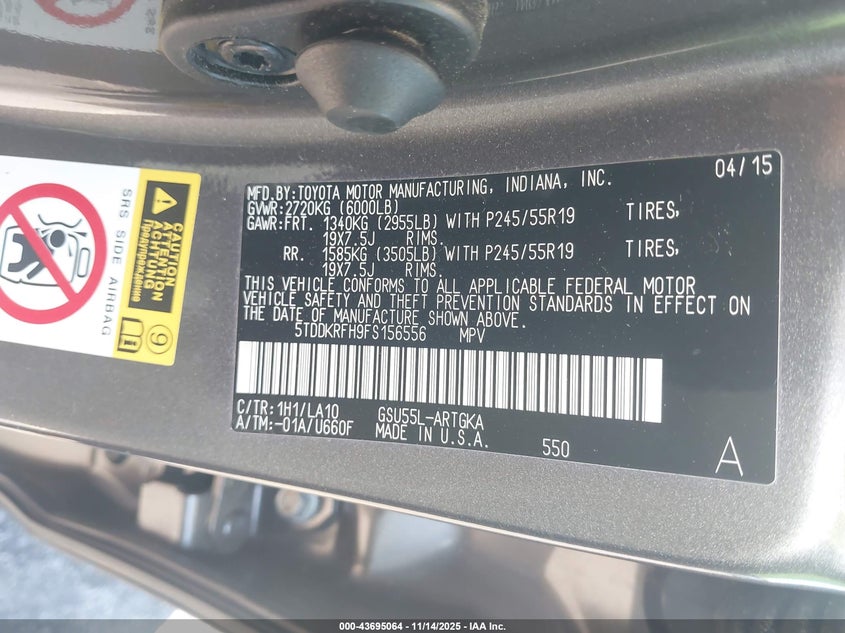 MFD.BY:TOYOTA MOTOR MANUFACTURING, INDIANA, INC. 04/15
GVWR:2720KG (6000LB)
GAWR:FRT. 1340KG (2955LB) WITH P245/55R19 TIRES,
19X7.5J RIMS.
RR. 1585KG (3505LB) WITH P245/55R19 TIRES,
19X7.5J RIMS.
THIS VEHICLE CONFORMS TO ALL APPLICABLE FEDERAL MOTOR
VEHICLE SAFETY AND THEFT PREVENTION STANDARDS IN EFFECT ON
THE DATE OF MANUFACTURE SHOWN ABOVE.
5TDDKRFH9FS156556 MPV
C/TR:1H1/LA10 GSU55L-ARTGKA
A/TM:-01A/U660F MADE IN U.S.A. 550
A
SRS SIDE AIRBAG
CAUTION
ATTENTION
ACHTUNG
Предупреждение
9
000-43695064 - 11/14/2025 - IAA Inc.